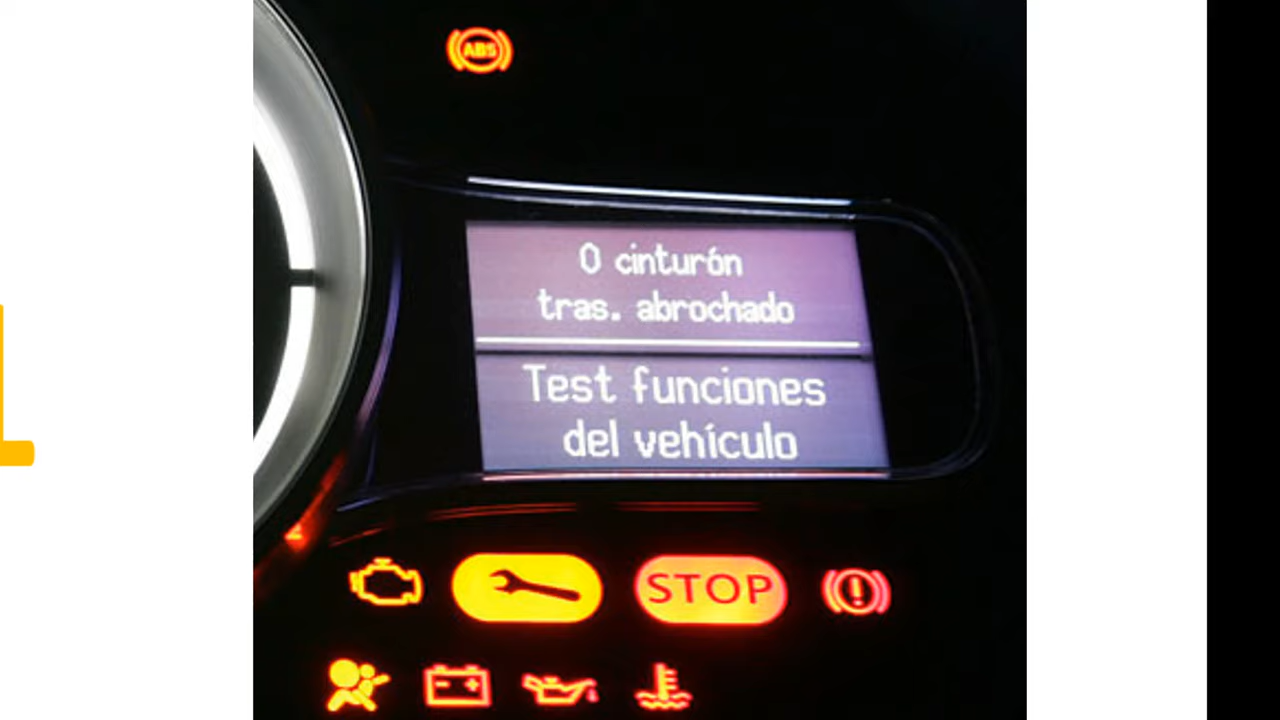 ABS
0 cinturón
tras. abrochado
Test funciones
del vehículo
STOP